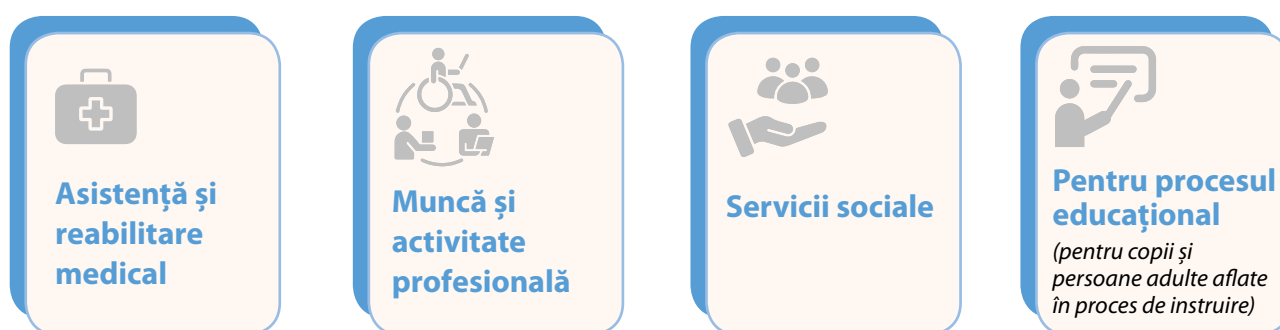 Asistență și
reabilitare
medical
Muncă și
activitate
profesională
Servicii sociale
Pentru procesul
educațional
(pentru copii și
persoane adulte aflate
în proces de instruire)